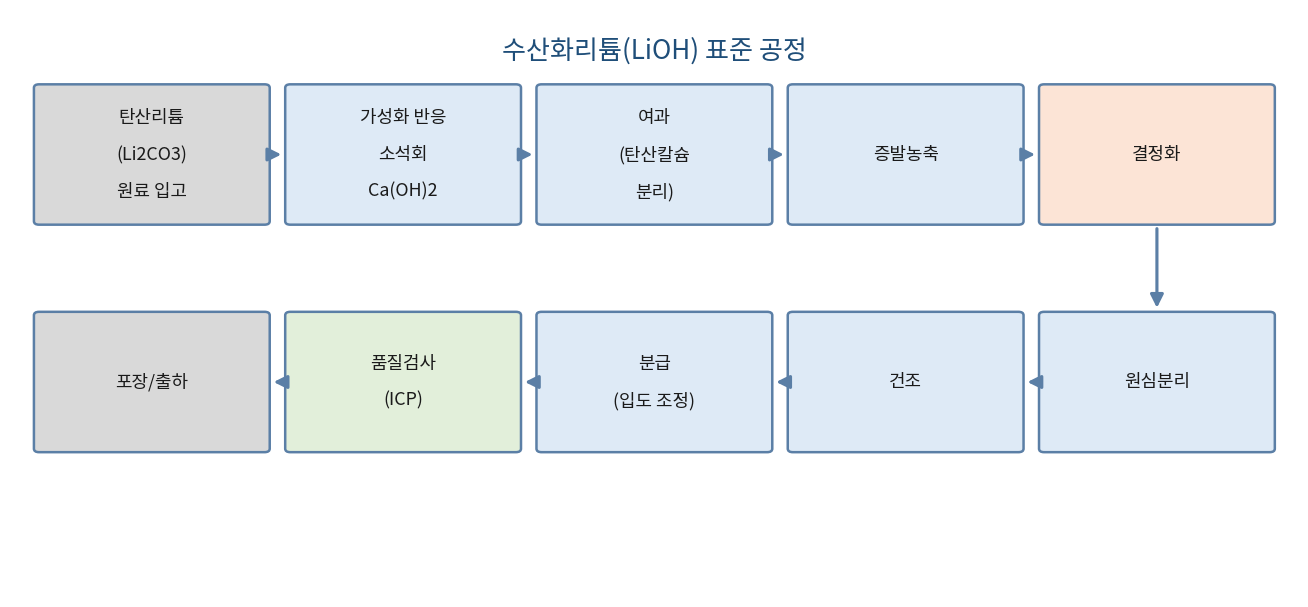 수산화리튬(LiOH) 표준 공정
탄산리튬
(Li2CO3)
원료 입고
가성화 반응
소석회
Ca(OH)2
여과
(탄산칼슘
분리)
증발농축
결정화
원심분리
건조
분급
(입도 조정)
품질검사
(ICP)
포장/출하